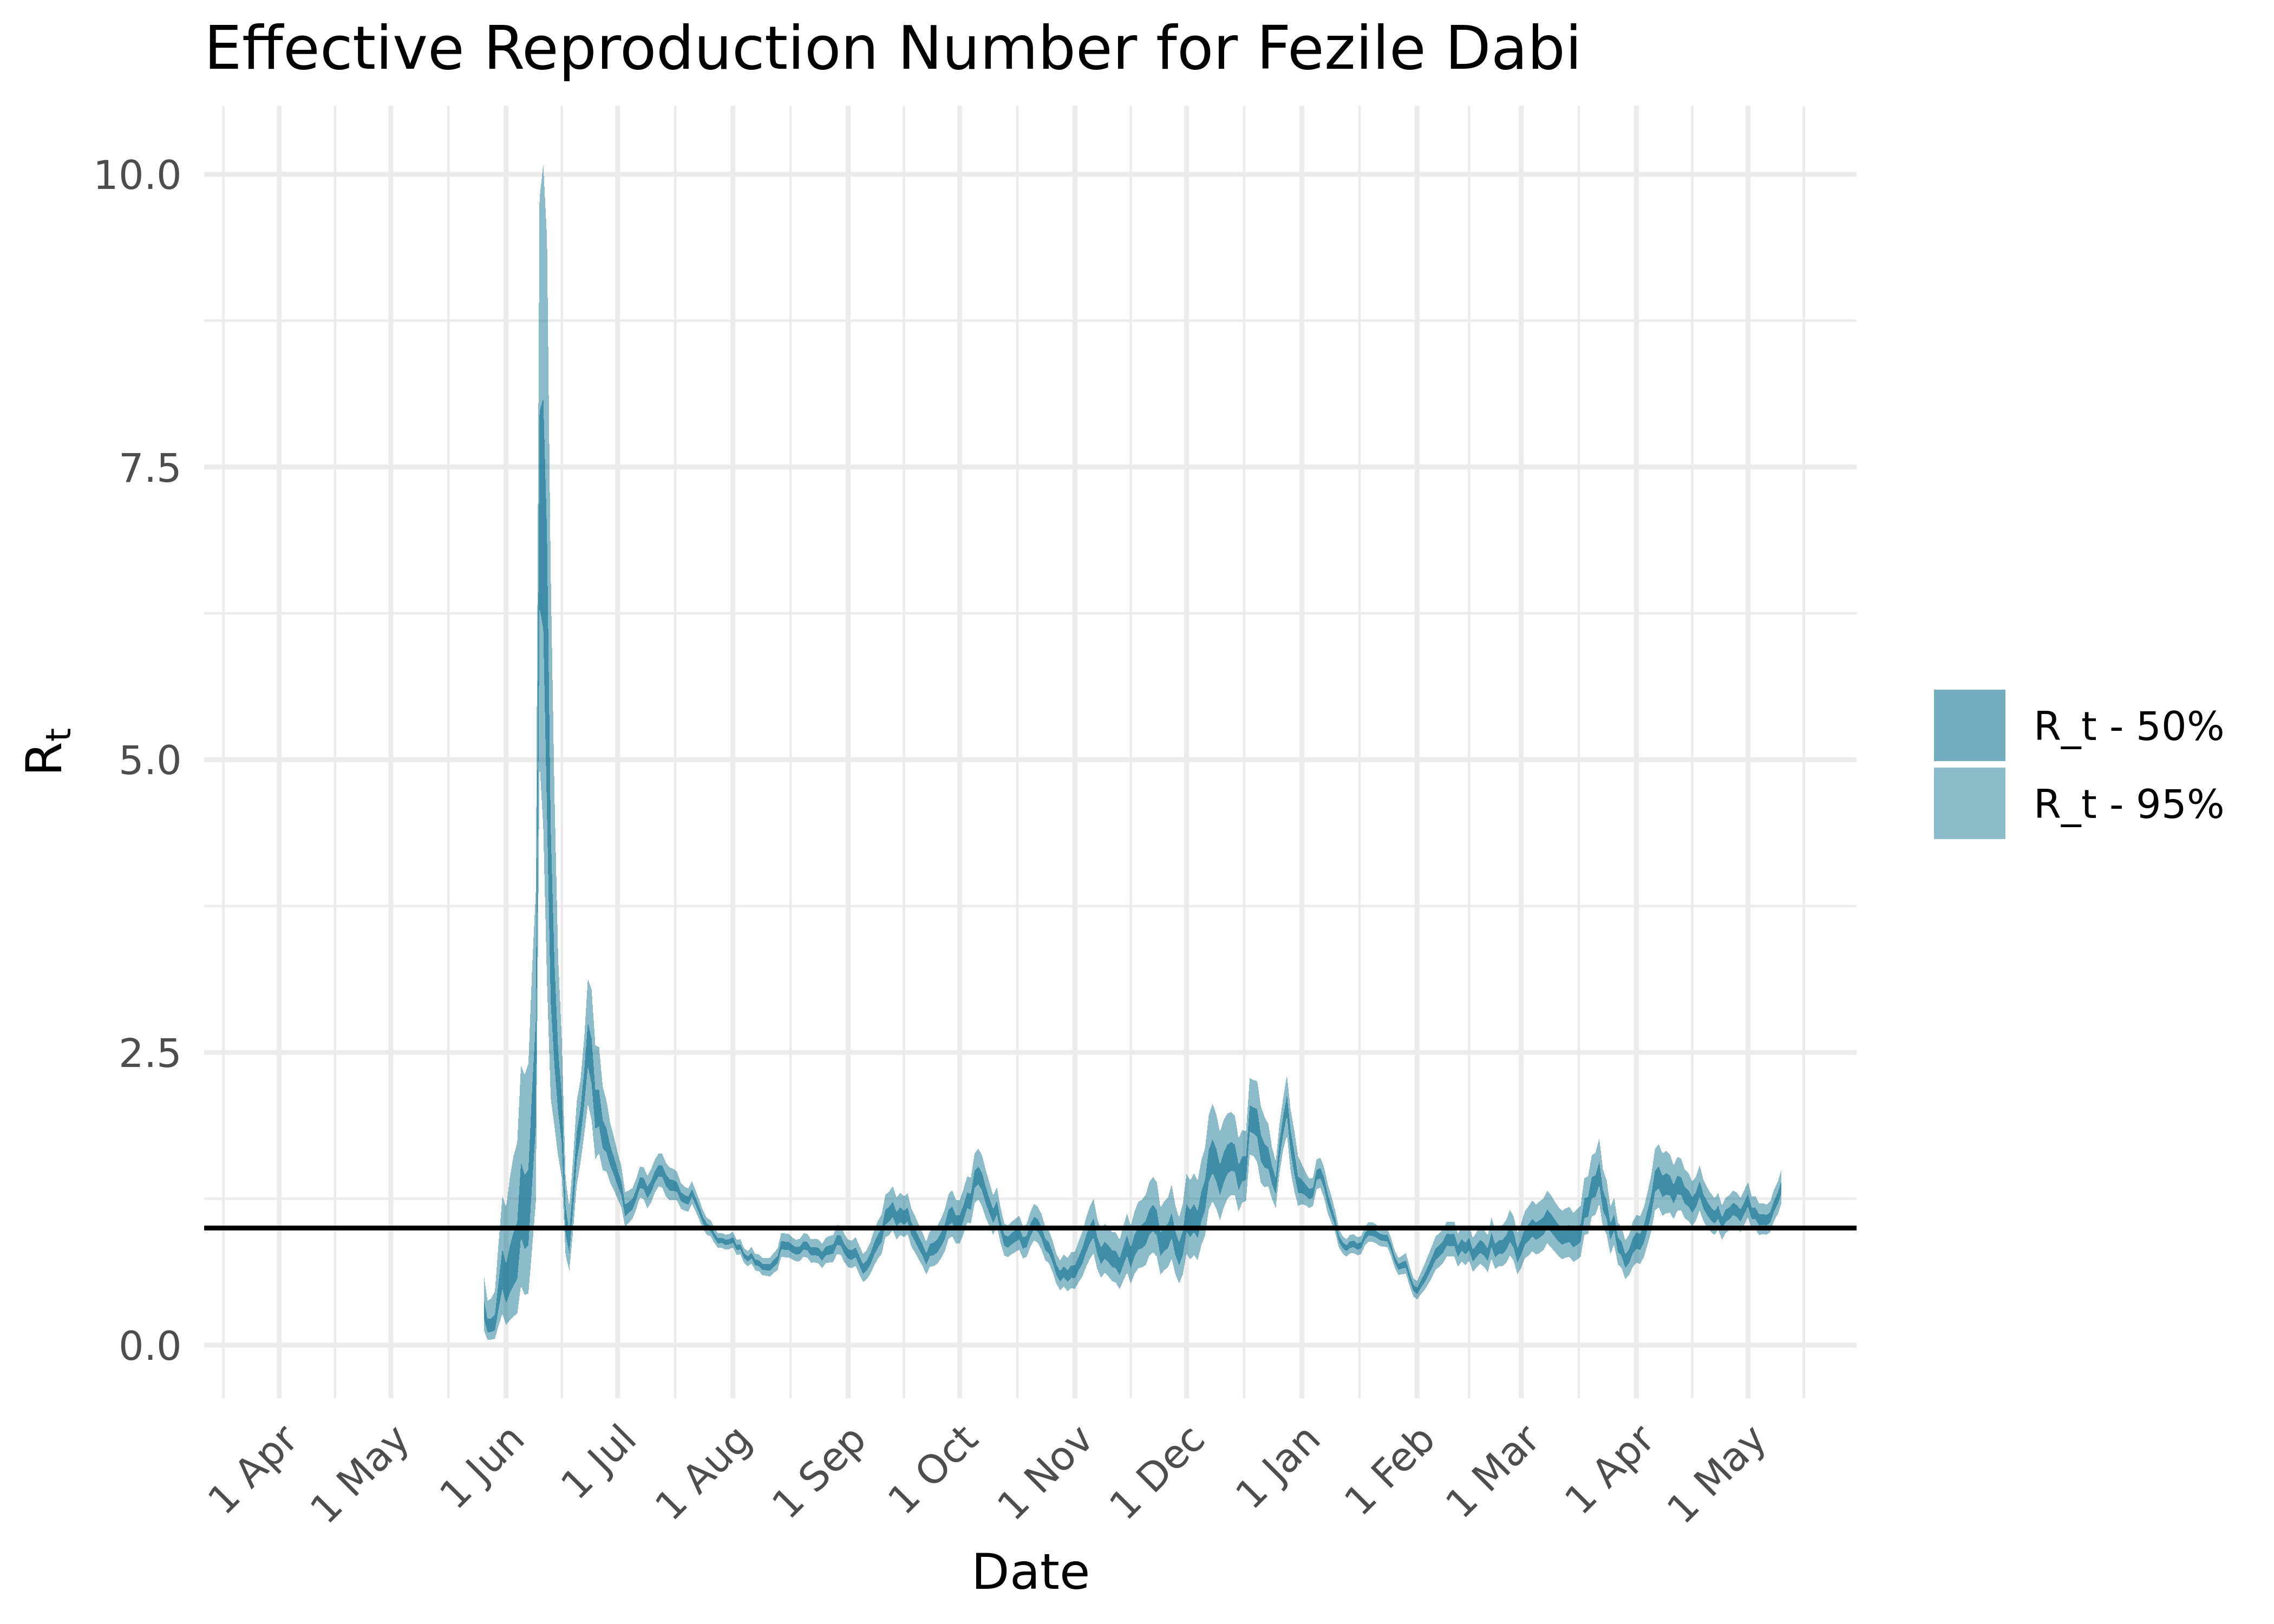 Effective Reproduction Number for Fezile Dabi
10.0
7.5
5.0
2.5
0.0
Rt
1 Apr
1 May
1 Jun
1 Jul
1 Aug
1 Sep
1 Oct
1 Nov
1 Dec
1 Jan
1 Feb
1 Mar
1 Apr
1 May
Date
R_t - 50%
R_t - 95%